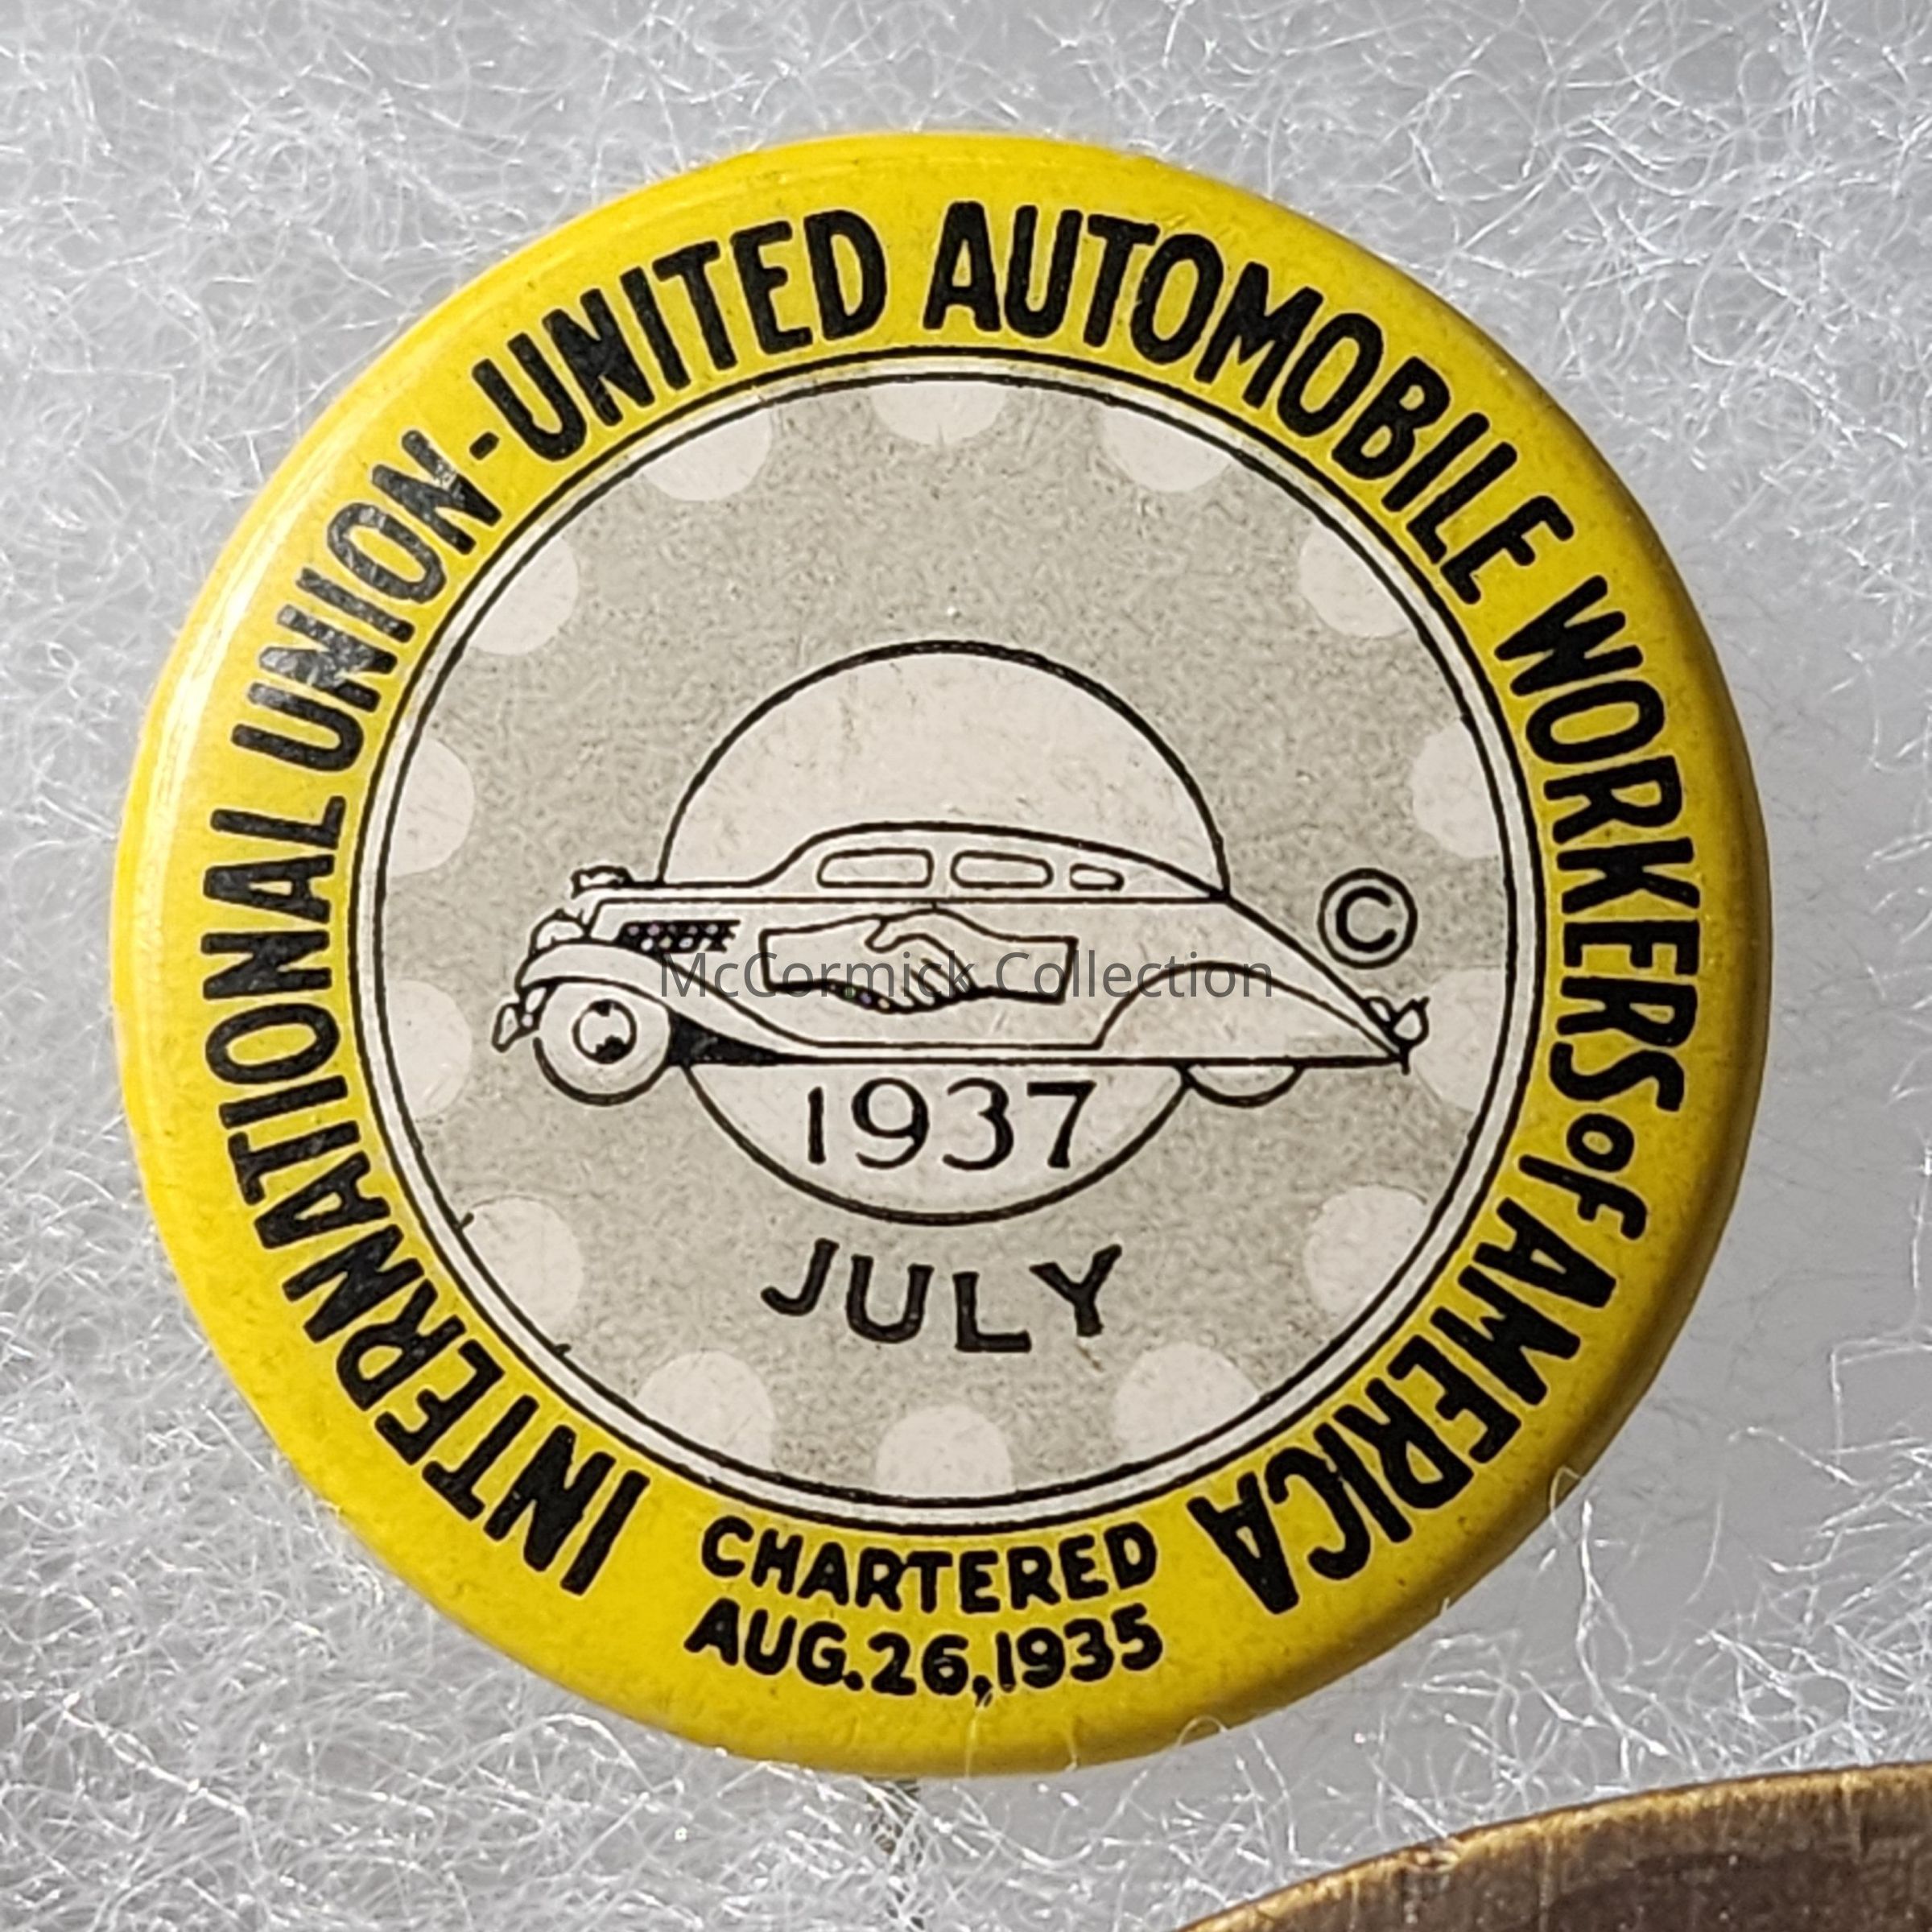 INTERNATIONAL UNION-UNITED AUTOMOBILE WORKERS OF AMERICA
©
McCormick Collection
1937
JULY
CHARTERED
AUG. 26, 1935